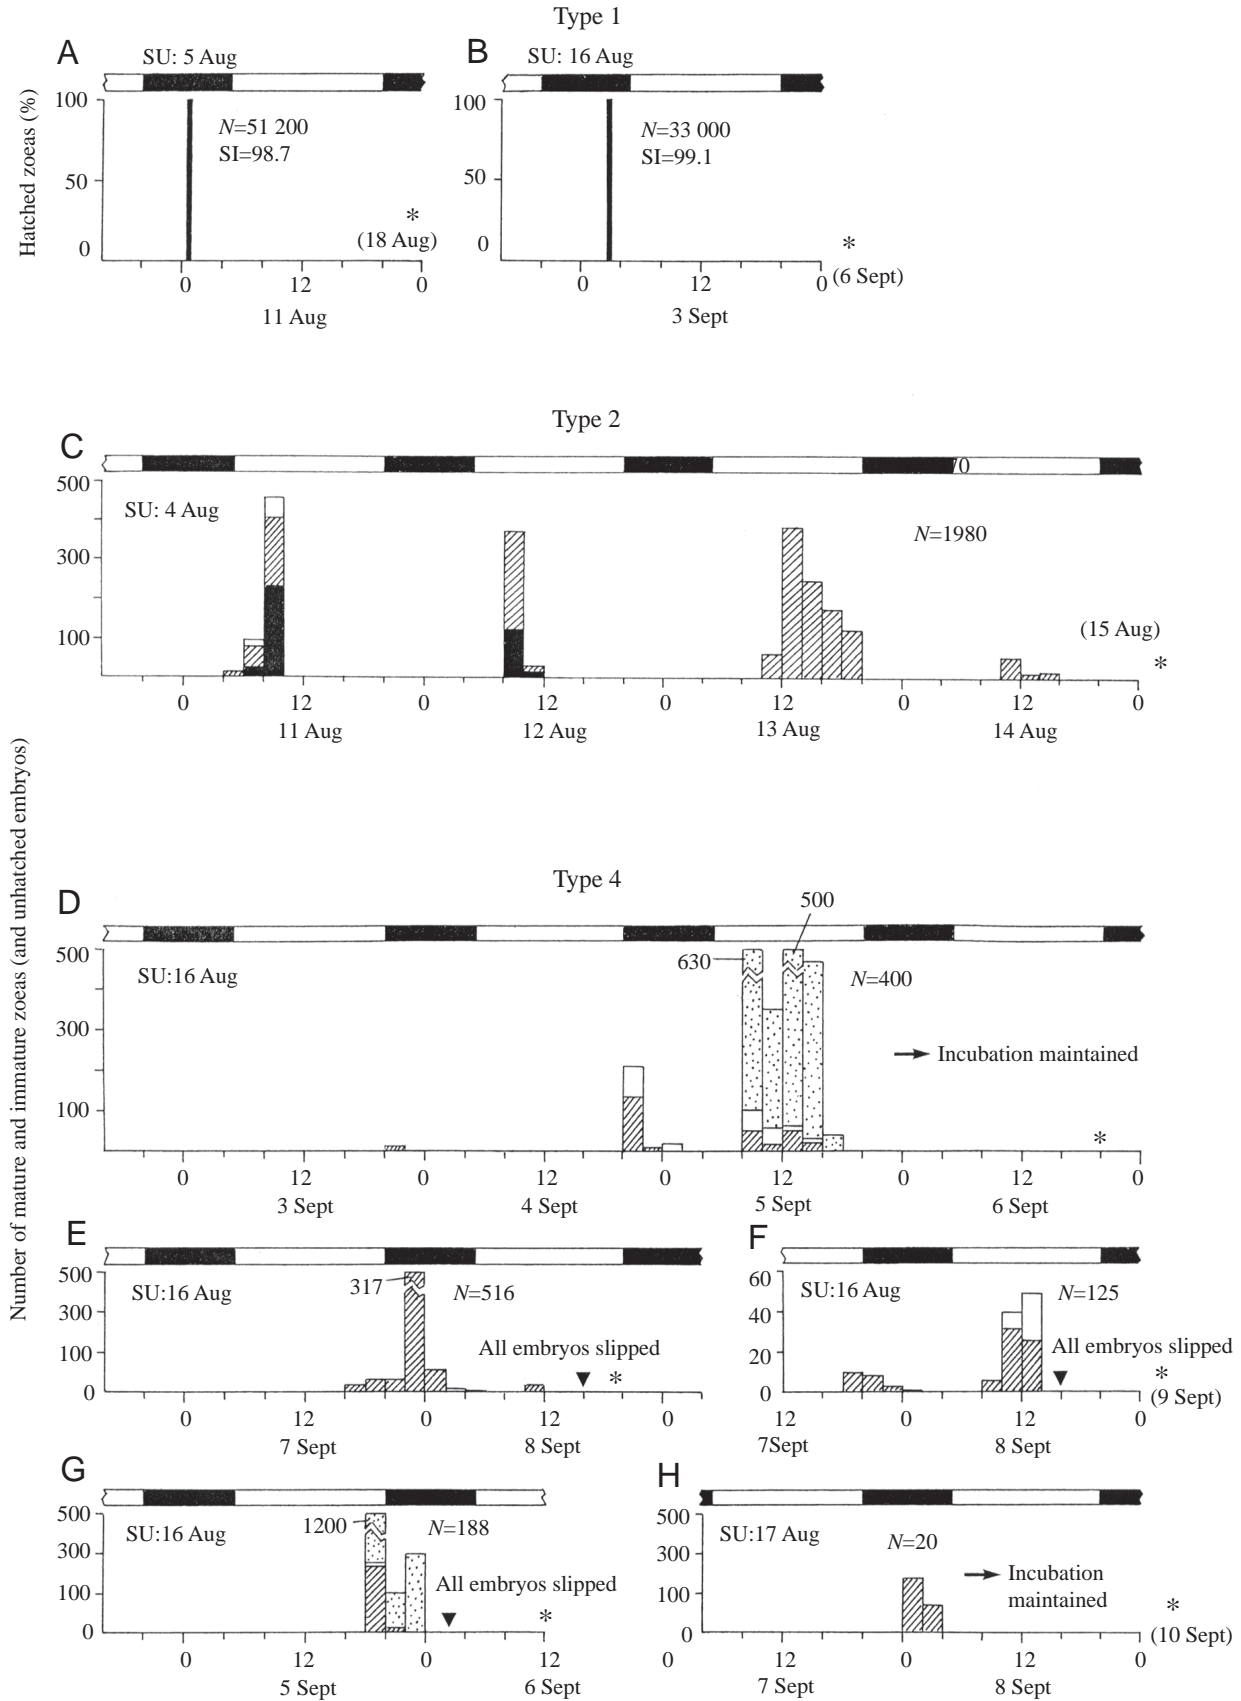 Type 1
A
SU: 5 Aug
B
SU: 16 Aug
Hatched zoeas (%)
100
50
0
N=51 200
SI=98.7
*
(18 Aug)
0
12
0
11 Aug
100
50
0
N=33 000
SI=99.1
*
(6 Sept)
0
12
0
3 Sept
Type 2
C
500
300
100
SU: 4 Aug
N=1980
(15 Aug)
*
0
12
0
12
0
12
0
12
0
11 Aug
12 Aug
13 Aug
14 Aug
Number of mature and immature zoeas (and unhatched embryos)
Type 4
D
500
300
100
SU:16 Aug
630
500
N=400
Incubation maintained
*
0
12
0
12
0
12
0
12
0
3 Sept
4 Sept
5 Sept
6 Sept
E
500
300
100
0
SU:16 Aug
317
N=516
All embryos slipped
*
0
12
0
12
7 Sept
8 Sept
F
60
40
20
0
SU:16 Aug
N=125
All embryos slipped
*
(9 Sept)
12
0
12
0
7Sept
8 Sept
G
500
300
100
0
SU:16 Aug
1200
N=188
All embryos slipped
*
0
12
0
12
5 Sept
6 Sept
H
500
300
100
0
SU:17 Aug
N=20
Incubation
maintained
*
(10 Sept)
0
12
0
12
0
7 Sept
8 Sept